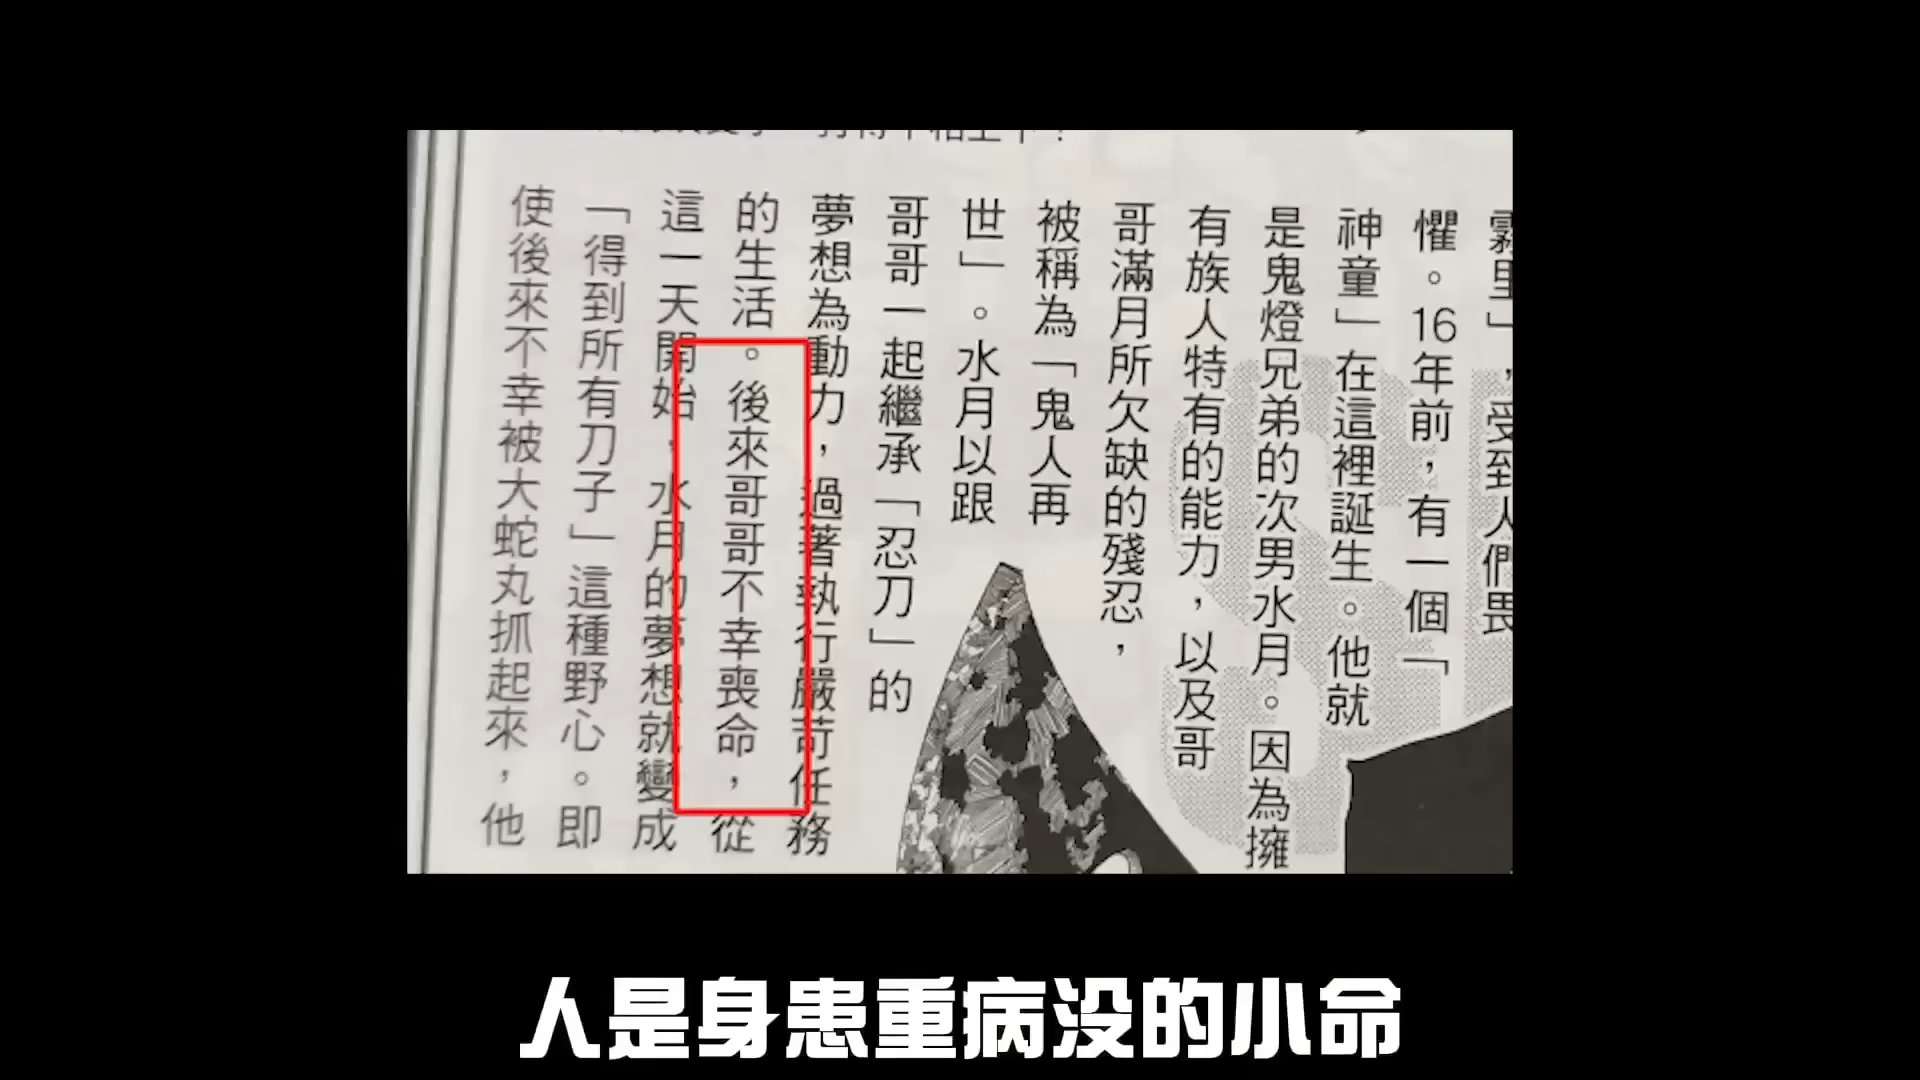 霧里」，受到人們畏
懼。16年前，有一個「
神童」在這裡誕生。他就
是鬼燈兄弟的次男水月。因為擁
有族人特有的能力，以及哥
哥滿月所欠缺的殘忍，
被稱為「鬼人再
世」。水月以跟
哥哥一起繼承「忍刀」的
夢想為動力，過著執行嚴苛任務
的生活。後來哥哥不幸喪命，從
這一天開始，水月的夢想就變成
「得到所有刀子」這種野心。即
使後來不幸被大蛇丸抓起來，他
人是身患重病没的小命